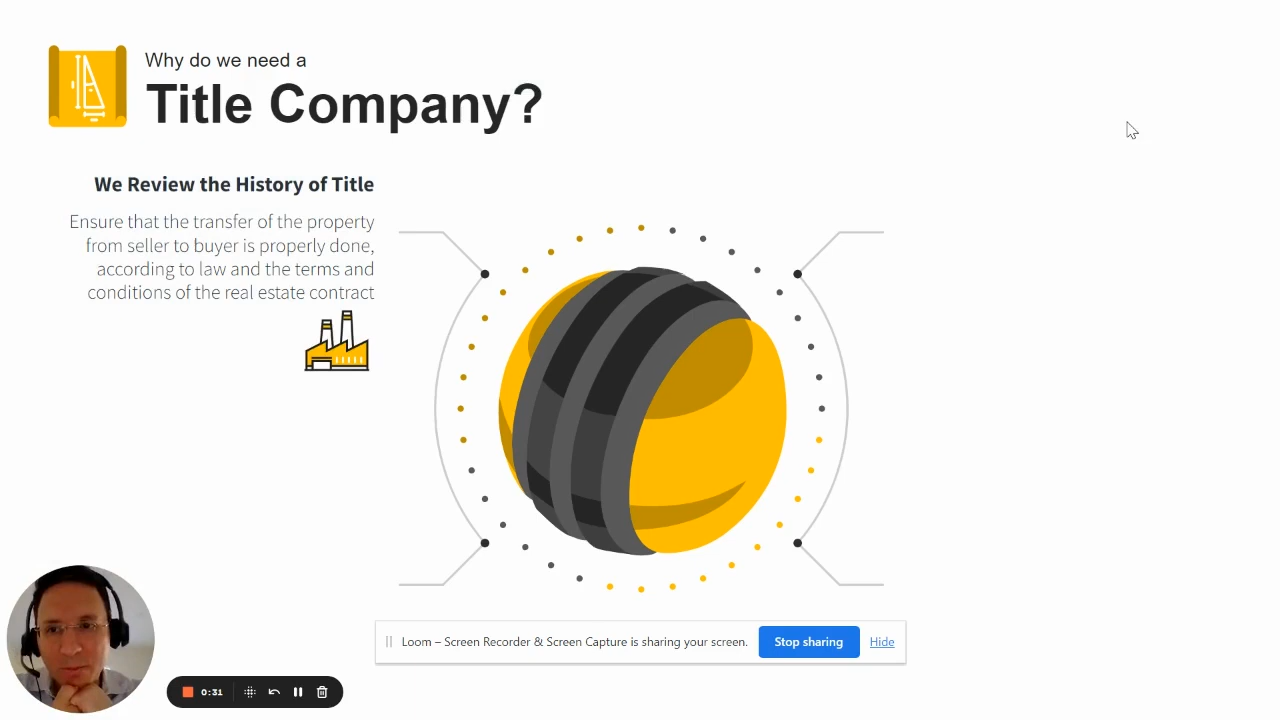 Why do we need a
Title Company?
We Review the History of Title
Ensure that the transfer of the property
from seller to buyer is properly done,
according to law and the terms and
conditions of the real estate contract
Loom – Screen Recorder & Screen Capture is sharing your screen.
Stop sharing
Hide
0:31